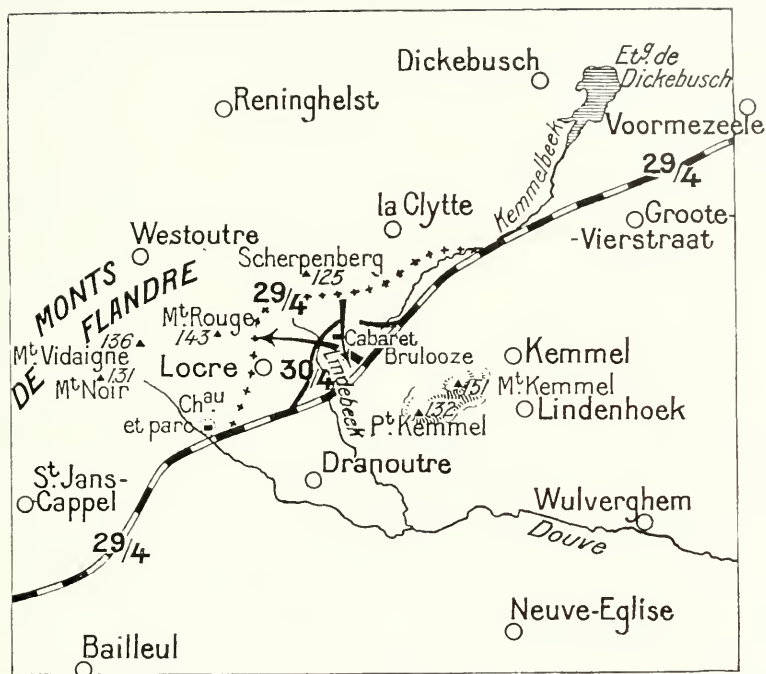 Dickebusch
Etg. de
Dickebusch
Reninghelst
Voormezeele
29/4
Kemmelbeek
la Clytte
Groote-
-Vierstraat
Westoutre
Scherpenberg
125
MONTS
DE FLANDRE
29/4
Mt Rouge
143
Cabaret
Brulooze
136
Mt Vidaigne
131
Mt Noir
Locre
30/4
Lindebeek
Kemmel
151
Mt Kemmel
132
Pt Kemmel
Lindenhoek
Chau
et parc
Dranoutre
St Jans-
Cappel
Wulverghem
Douve
29/4
Neuve-Eglise
Bailleul